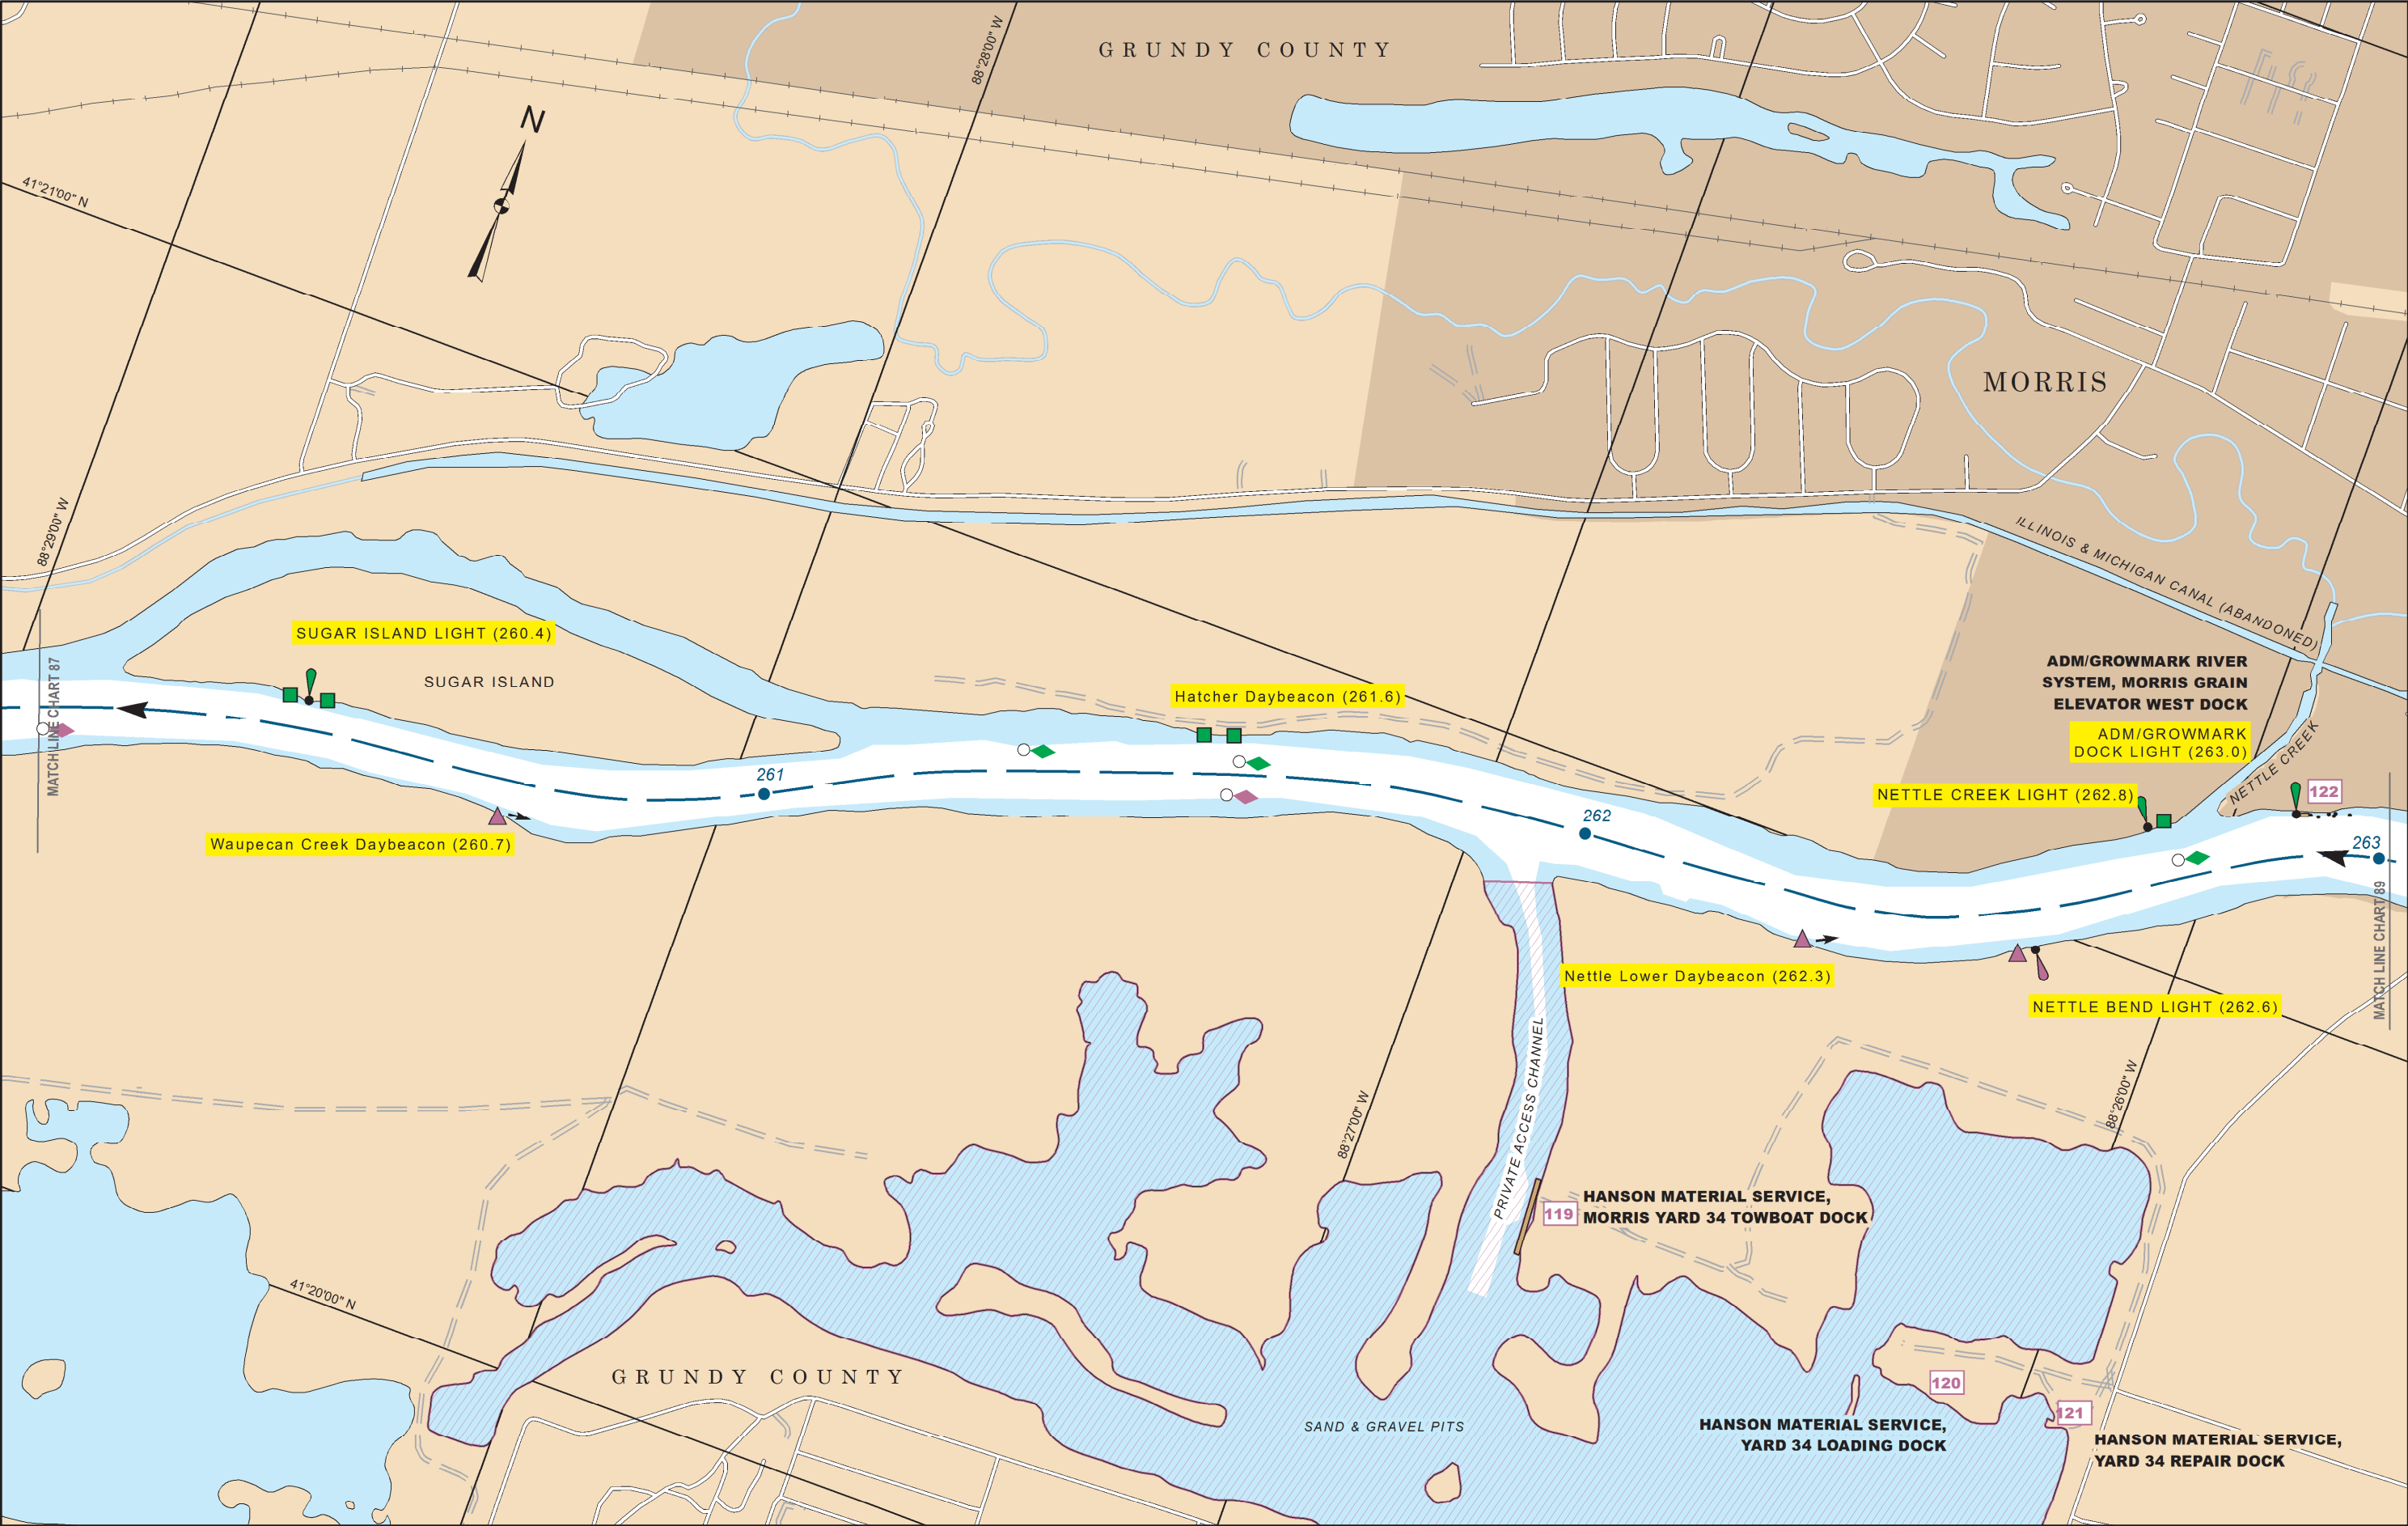 GRUNDY COUNTY
88°28'00" W
N
41°21'00" N
MORRIS
88°29'00" W
ILLINOIS & MICHIGAN CANAL (ABANDONED)
SUGAR ISLAND LIGHT (260.4)
SUGAR ISLAND
MATCH LINE CHART 87
Hatcher Daybeacon (261.6)
ADM/GROWMARK RIVER
SYSTEM, MORRIS GRAIN
ELEVATOR WEST DOCK
ADM/GROWMARK
DOCK LIGHT (263.0)
NETTLE CREEK
NETTLE CREEK LIGHT (262.8)
122
261
262
263
Waupecan Creek Daybeacon (260.7)
MATCH LINE CHART 89
Nettle Lower Daybeacon (262.3)
NETTLE BEND LIGHT (262.6)
PRIVATE ACCESS CHANNEL
88°27'00" W
88°26'00" W
119
HANSON MATERIAL SERVICE,
MORRIS YARD 34 TOWBOAT DOCK
41°20'00" N
GRUNDY COUNTY
120
121
SAND & GRAVEL PITS
HANSON MATERIAL SERVICE,
YARD 34 LOADING DOCK
HANSON MATERIAL SERVICE,
YARD 34 REPAIR DOCK